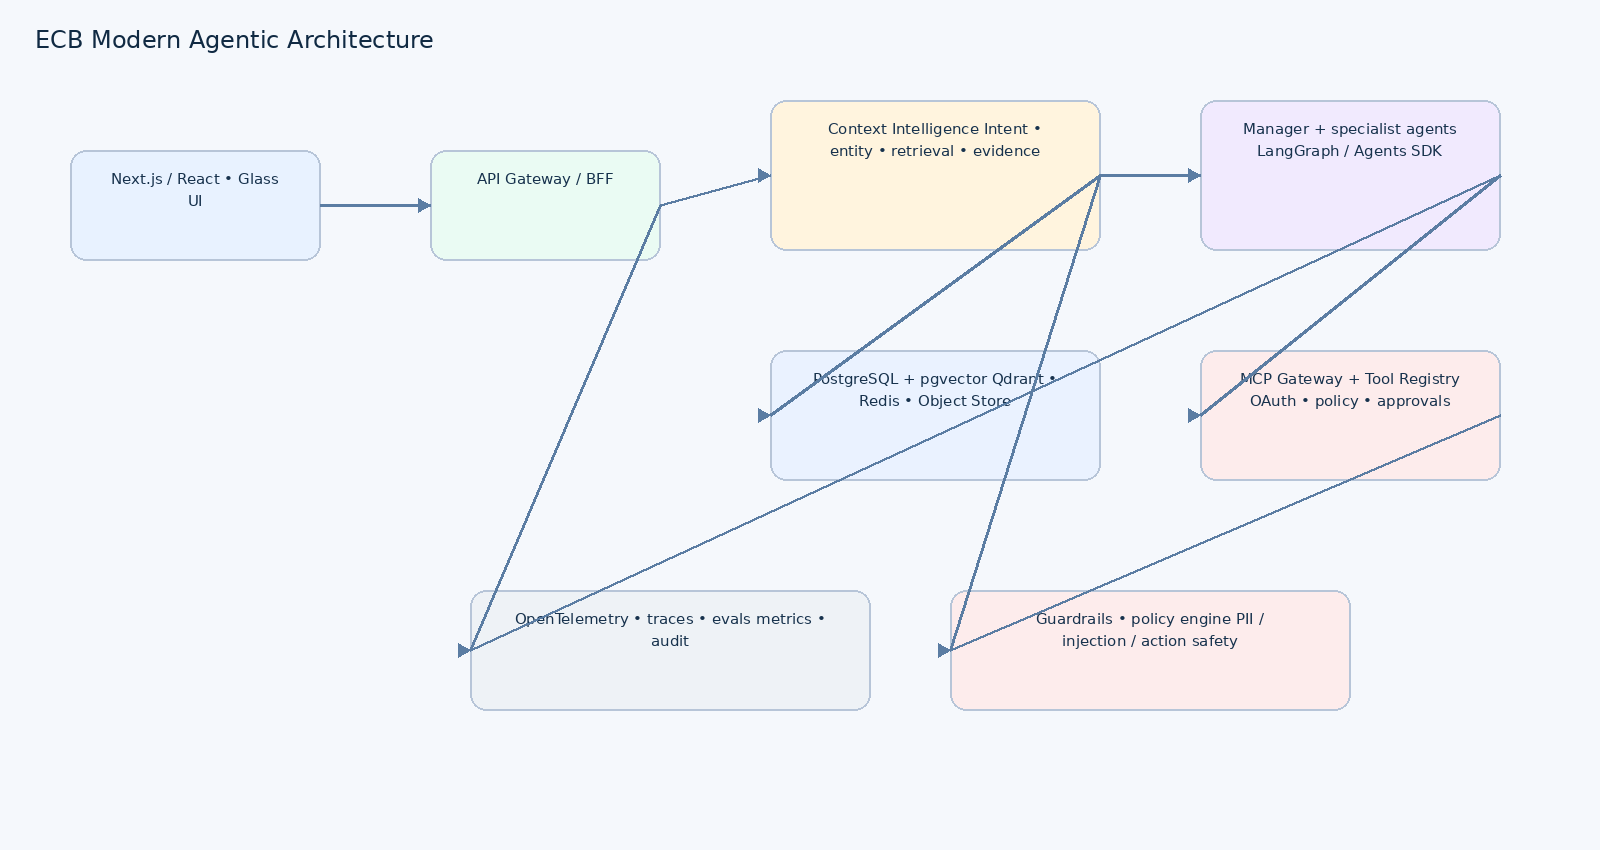 ECB Modern Agentic Architecture
Next.js / React • Glass
UI
API Gateway / BFF
Context Intelligence Intent •
entity • retrieval • evidence
Manager + specialist agents
LangGraph / Agents SDK
PostgreSQL + pgvector Qdrant •
Redis • Object Store
MCP Gateway + Tool Registry
OAuth • policy • approvals
OpenTelemetry • traces • evals metrics •
audit
Guardrails • policy engine PII /
injection / action safety